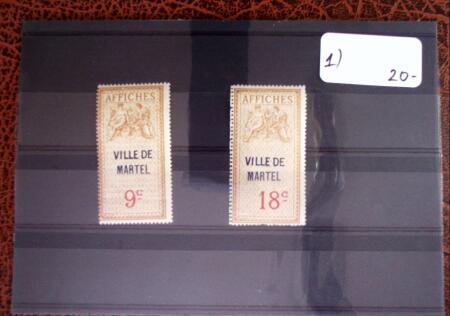 1)
20-
AFFICHES
VILLE DE
MARTEL
9c
AFFICHES
VILLE DE
MARTEL
18c